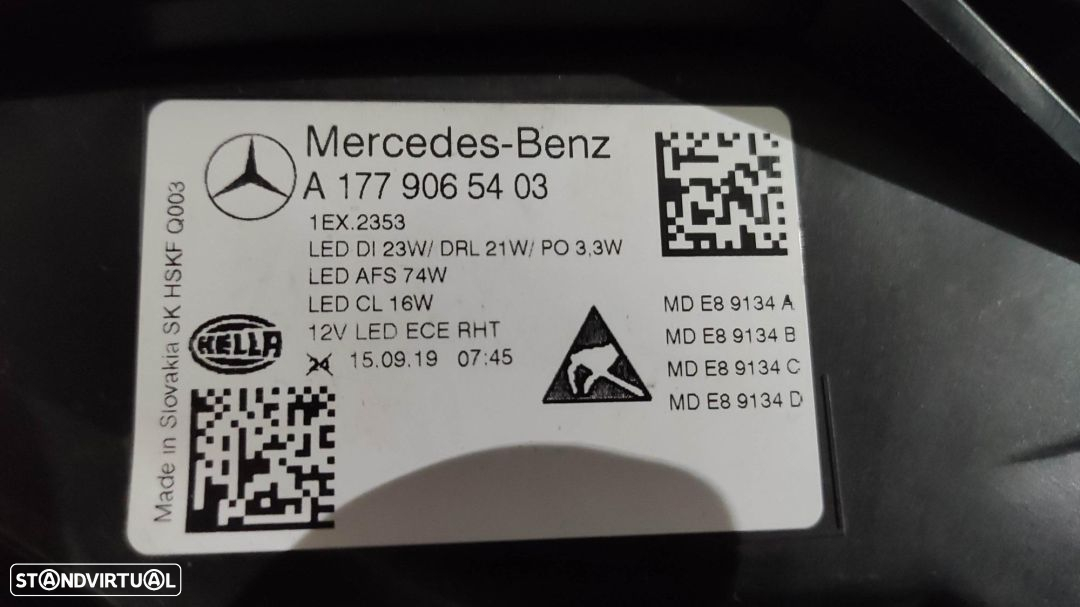 Mercedes-Benz
A 177 906 54 03
1EX.2353
LED DI 23W/ DRL 21W/ PO 3,3W
LED AFS 74W
LED CL 16W
12V LED ECE RHT
24 15.09.19 07:45
HELLA
MD E8 9134 A
MD E8 9134 B
MD E8 9134 C
MD E8 9134 D
Made in Slovakia SK HSKF Q003
STANDVIRTUAL